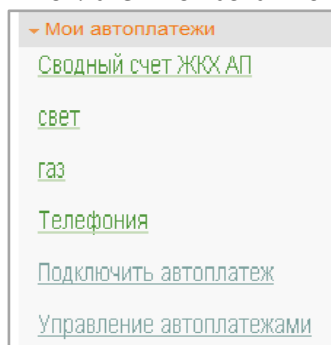 Мои автоплатежи
Сводный счет ЖКХ АП
свет
газ
Телефония
Подключить автоплатеж
Управление автоплатежами